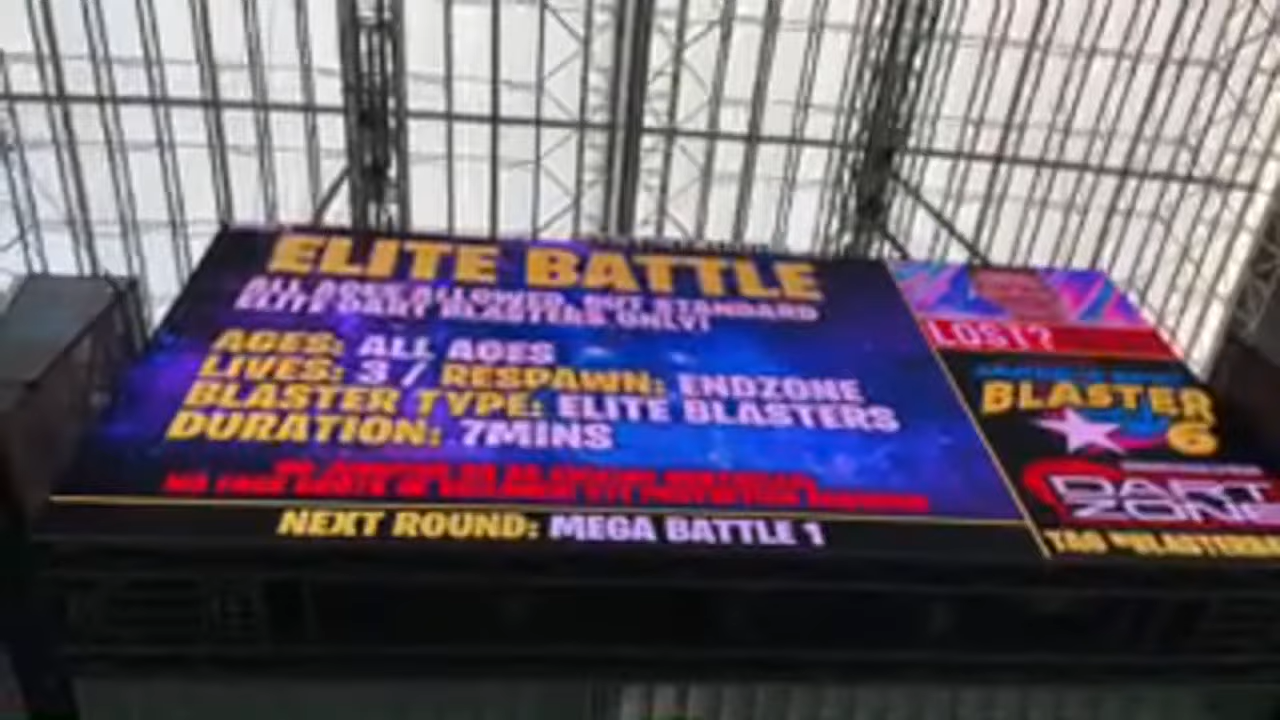 ELITE BATTLE
ALL AGES ALLOWED, BUT STANDARD
ELITE DART BLASTERS ONLY!
AGES: ALL AGES
LIVES: 3 / RESPAWN: ENDZONE
BLASTER TYPE: ELITE BLASTERS
DURATION: 7MINS
NEXT ROUND: MEGA BATTLE 1
LOST?
BLASTER
6
DART
ZONE
TAG